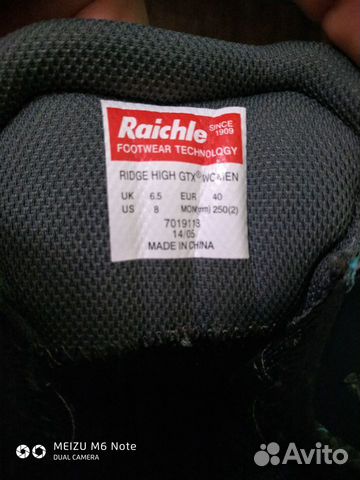 Raichle SINCE 1909
FOOTWEAR TECHNOLOGY
RIDGE HIGH GTX® WOMEN
UK 6.5 EUR 40
US 8 MON(mm) 250(2)
7019113
14/05
MADE IN CHINA
MEIZU M6 Note
DUAL CAMERA
Avito